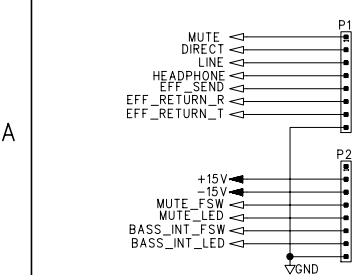 P1
MUTE
DIRECT
LINE
HEADPHONE
EFF_SEND
EFF_RETURN_R
EFF_RETURN_T
A
P2
+15V
-15V
MUTE_FSW
MUTE_LED
BASS_INT_FSW
BASS_INT_LED
GND